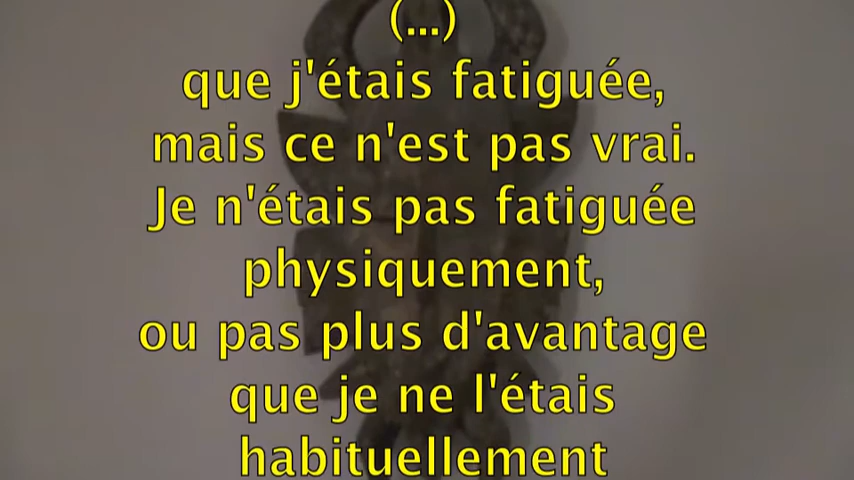 (...)
que j'étais fatiguée,
mais ce n'est pas vrai.
Je n'étais pas fatiguée
physiquement,
ou pas plus d'avantage
que je ne l'étais
habituellement